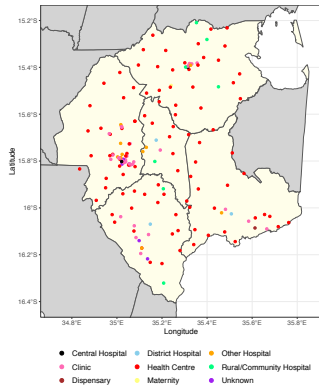 15.2°S
15.4°S
15.6°S
15.8°S
16°S
16.2°S
16.4°S
Latitude
34.8°E
35°E
35.2°E
35.4°E
35.6°E
35.8°E
Longitude
Central Hospital
District Hospital
Other Hospital
Clinic
Health Centre
Rural/Community Hospital
Dispensary
Maternity
Unknown